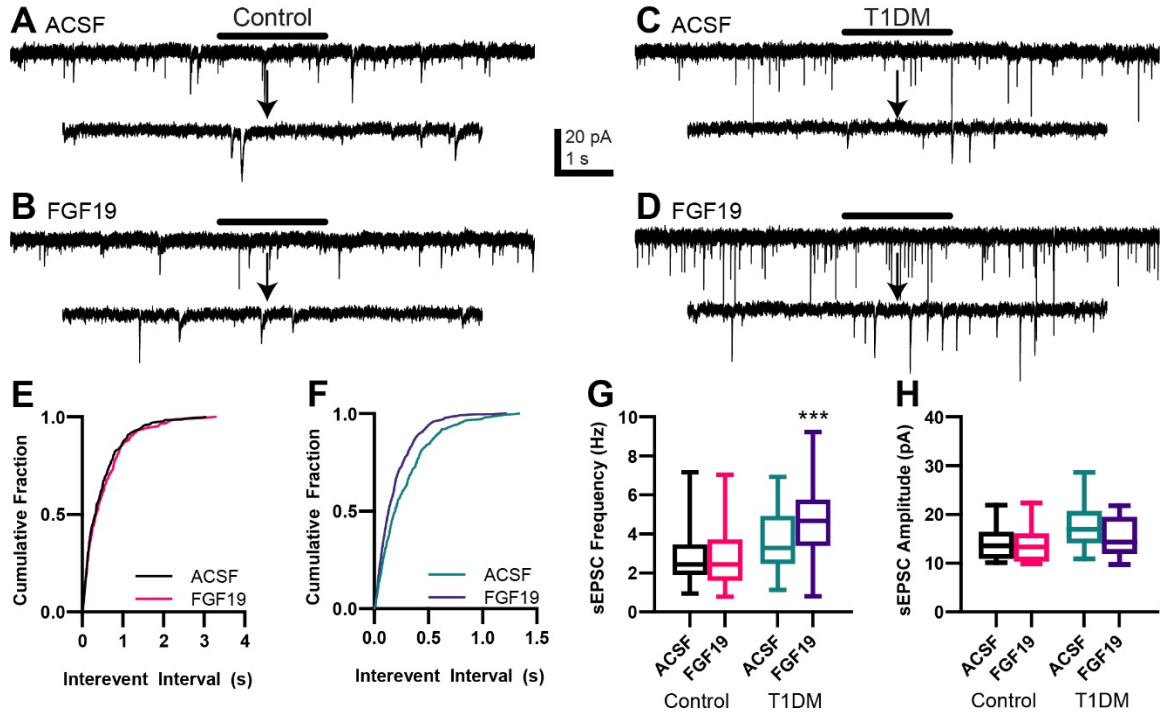 A ACSF
Control
C ACSF
T1DM
20 pA
1 s
B FGF19
D FGF19
E
1.0
0.5
0.0
Cumulative Fraction
ACSF
FGF19
0 1 2 3 4
Interevent Interval (s)
F
1.0
0.5
0.0
Cumulative Fraction
ACSF
FGF19
0.0 0.5 1.0 1.5
Interevent Interval (s)
G
10
8
6
4
2
0
sEPSC Frequency (Hz)
***
ACSF FGF19 ACSF FGF19
Control T1DM
H
40
30
20
10
0
sEPSC Amplitude (pA)
ACSF FGF19 ACSF FGF19
Control T1DM